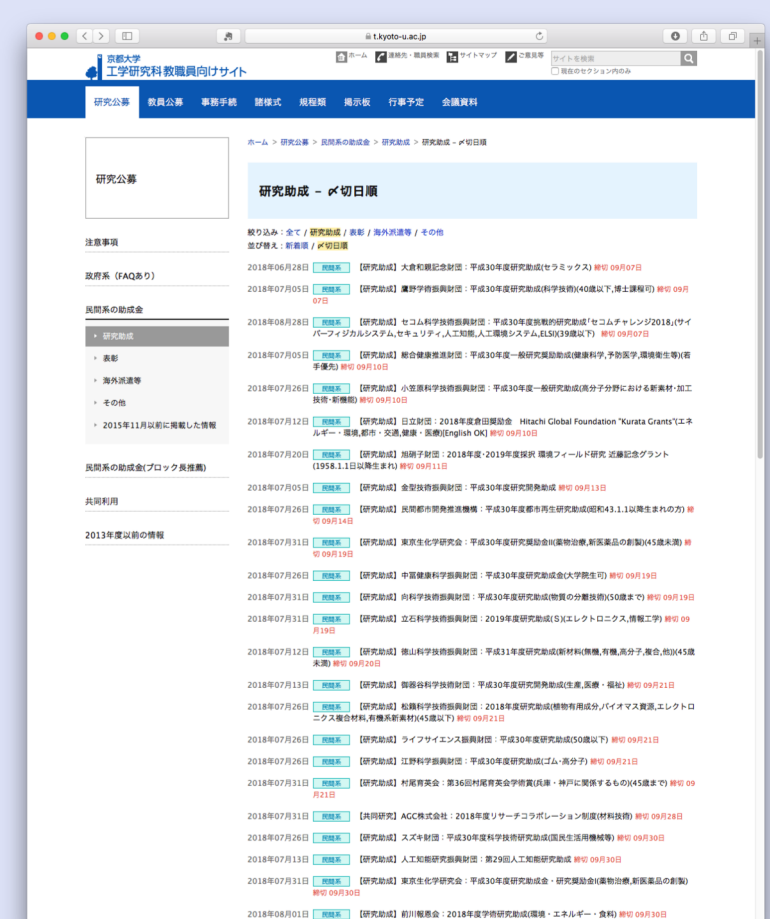 t.kyoto-u.ac.jp
京都大学
工学研究科 教職員向けサイト
ホーム 連絡先・職員検索 サイトマップ ご意見等
サイトを検索
現在のセクション内のみ
研究公募 教員公募 事務手続 諸様式 規程類 掲示板 行事予定 会議資料
ホーム > 研究公募 > 民間系の助成金 > 研究助成 > 研究助成 – 〆切日順
研究公募
注意事項
政府系（FAQあり）
民間系の助成金
研究助成
表彰
海外派遣等
その他
2015年11月以前に掲載した情報
民間系の助成金(ブロック長推薦)
共同利用
2013年度以前の情報
研究助成 – 〆切日順
絞り込み：全て / 研究助成 / 表彰 / 海外派遣等 / その他
並び替え：新着順 / 〆切日順
2018年06月28日 民間系 【研究助成】大倉和親記念財団：平成30年度研究助成(セラミックス) 締切 09月07日
2018年07月05日 民間系 【研究助成】鷹野学術振興財団：平成30年度研究助成(科学技術)(40歳以下,博士課程可) 締切 09月
07日
2018年08月28日 民間系 【研究助成】セコム科学技術振興財団：平成30年度挑戦的研究助成｢セコムチャレンジ2018｣(サイ
バーフィジカルシステム,セキュリティ,人工知能,人工環境システム,ELSI)(39歳以下) 締切 09月07日
2018年07月05日 民間系 【研究助成】総合健康推進財団：平成30年度一般研究奨励助成(健康科学,予防医学,環境衛生等)(若
手優先) 締切 09月10日
2018年07月26日 民間系 【研究助成】小笠原科学技術振興財団：平成30年度一般研究助成(高分子分野における新素材･加工
技術･新機能) 締切 09月10日
2018年07月12日 民間系 【研究助成】日立財団：2018年度倉田奨励金 Hitachi Global Foundation "Kurata Grants"(エネ
ルギー・環境,都市・交通,健康・医療)[English OK] 締切 09月10日
2018年07月20日 民間系 【研究助成】旭硝子財団：2018年度･2019年度採択 環境フィールド研究 近藤記念グラント
(1958.1.1日以降生まれ) 締切 09月11日
2018年07月05日 民間系 【研究助成】金型技術振興財団：平成30年度研究開発助成 締切 09月13日
2018年07月26日 民間系 【研究助成】民間都市開発推進機構：平成30年度都市再生研究助成(昭和43.1.1以降生まれの方) 締
切 09月14日
2018年07月31日 民間系 【研究助成】東京生化学研究会：平成30年度研究奨励金II(薬物治療,新医薬品の創製)(45歳未満) 締
切 09月19日
2018年07月26日 民間系 【研究助成】中冨健康科学振興財団：平成30年度研究助成金(大学院生可) 締切 09月19日
2018年07月31日 民間系 【研究助成】向科学技術振興財団：平成30年度研究助成(物質の分離技術)(50歳まで) 締切 09月19日
2018年07月31日 民間系 【研究助成】立石科学技術振興財団：2019年度研究助成(Ｓ)(エレクトロニクス,情報工学) 締切 09
月19日
2018年07月12日 民間系 【研究助成】徳山科学技術振興財団：平成31年度研究助成(新材料(無機,有機,高分子,複合,他))(45歳
未満) 締切 09月20日
2018年07月13日 民間系 【研究助成】御器谷科学技術財団：平成30年度研究開発助成(生産,医療・福祉) 締切 09月21日
2018年07月26日 民間系 【研究助成】松籟科学技術振興財団：2018年度研究助成(植物有用成分,バイオマス資源,エレクトロ
ニクス複合材料,有機系新素材)(45歳以下) 締切 09月21日
2018年07月26日 民間系 【研究助成】ライフサイエンス振興財団：平成30年度研究助成(50歳以下) 締切 09月21日
2018年07月26日 民間系 【研究助成】江野科学振興財団：平成30年度研究助成(ゴム･高分子) 締切 09月21日
2018年07月31日 民間系 【研究助成】村尾育英会：第36回村尾育英会学術賞(兵庫・神戸に関係するもの)(45歳まで) 締切 09
月21日
2018年07月31日 民間系 【共同研究】AGC株式会社：2018年度リサーチコラボレーション制度(材料技術) 締切 09月28日
2018年07月26日 民間系 【研究助成】スズキ財団：平成30年度科学技術研究助成(国民生活用機械等) 締切 09月30日
2018年07月13日 民間系 【研究助成】人工知能研究振興財団：第29回人工知能研究助成 締切 09月30日
2018年07月31日 民間系 【研究助成】東京生化学研究会：平成30年度研究助成金・研究奨励金I(薬物治療,新医薬品の創製)
締切 09月30日
2018年08月01日 民間系 【研究助成】前川報恩会：2018年度学術研究助成(環境・エネルギー・食料) 締切 09月30日